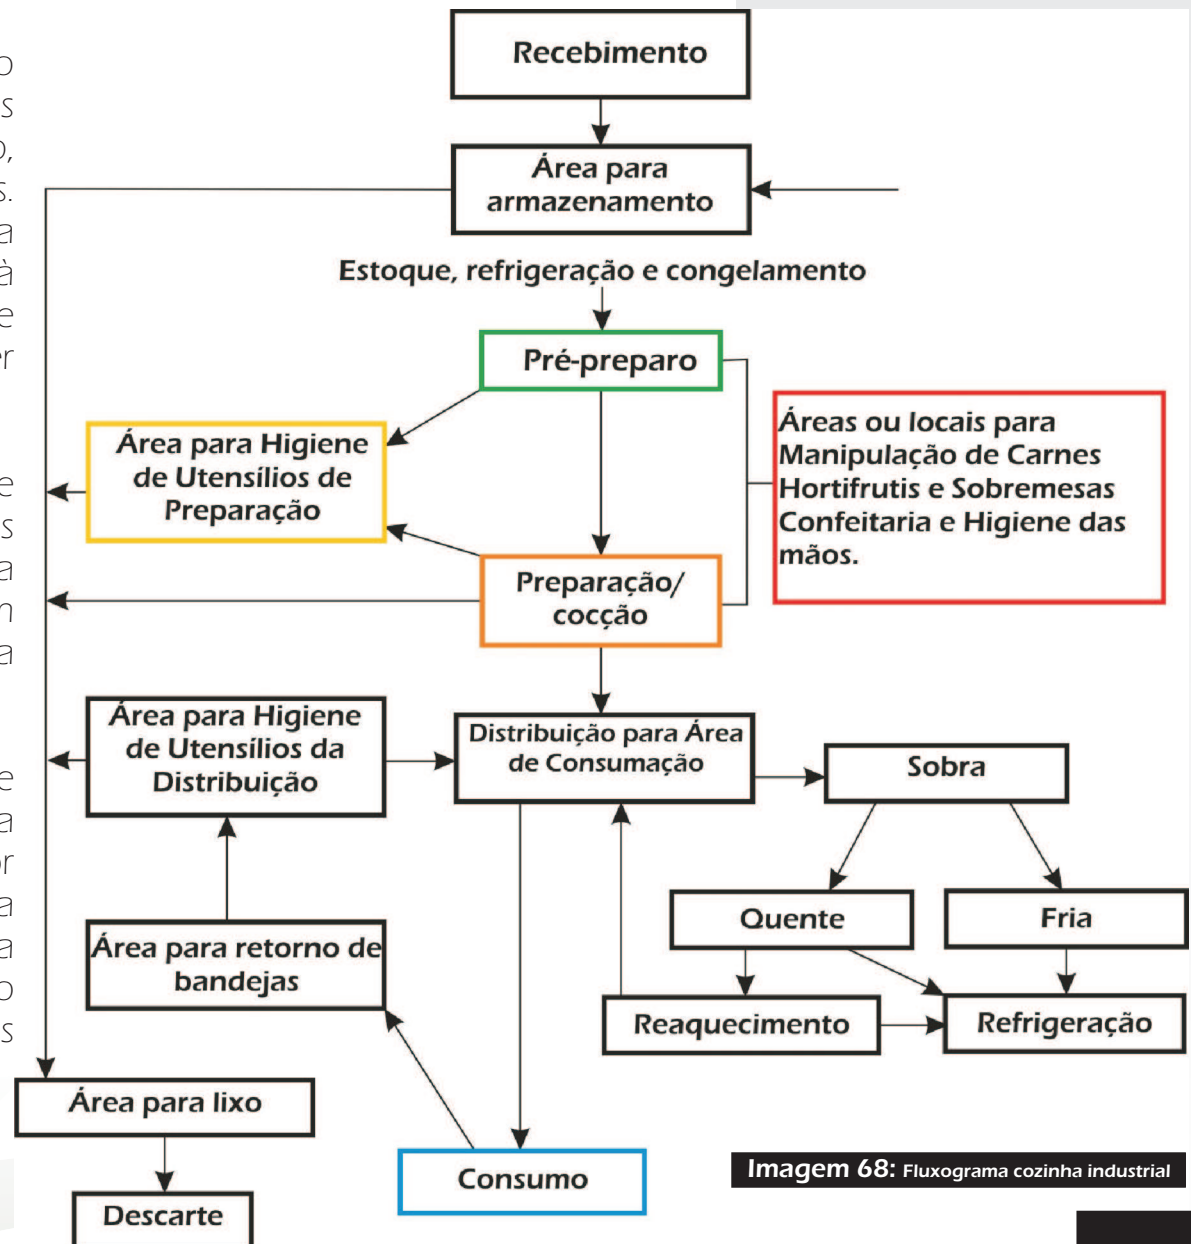 Recebimento
Área para
armazenamento
Estoque, refrigeração e congelamento
Pré-preparo
Área para Higiene
de Utensílios de
Preparação
Áreas ou locais para
Manipulação de Carnes
Hortifrutis e Sobremesas
Confeitaria e Higiene das
mãos.
Preparação/
cocção
Área para Higiene
de Utensílios da
Distribuição
Distribuição para Área
de Consumação
Sobra
Quente
Fria
Área para retorno de
bandejas
Reaquecimento
Refrigeração
Área para lixo
Consumo
Descarte
Imagem 68: Fluxograma cozinha industrial